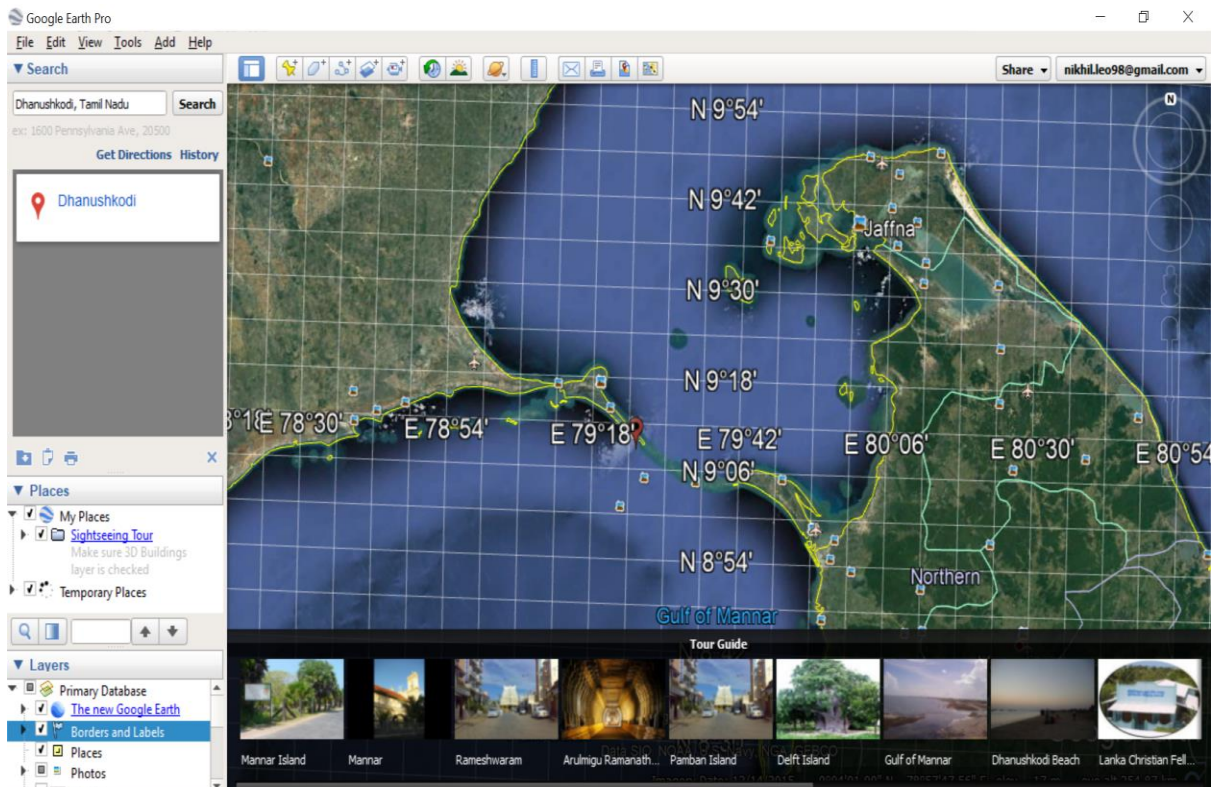 Google Earth Pro
File Edit View Tools Add Help
▼ Search
Dhanushkodi, Tamil Nadu Search
ex: 1600 Pennsylvania Ave, 20500
Get Directions History
Dhanushkodi
▼ Places
My Places
Sightseeing Tour
Make sure 3D Buildings
layer is checked
Temporary Places
▼ Layers
Primary Database
The new Google Earth
Borders and Labels
Places
Photos
Share nikhil.leo98@gmail.com
N
N 9°54'
N 9°42'
Jaffna
N 9°30'
N 9°18'
E 78°30' E 78°54' E 79°18' E 79°42' E 80°06' E 80°30' E 80°54
N 9°06'
N 8°54'
Northern
Gulf of Mannar
Tour Guide
Mannar Island Mannar Rameshwaram Arulmigu Ramanath... Pamban Island Delft Island Gulf of Mannar Dhanushkodi Beach Lanka Christian Fell...